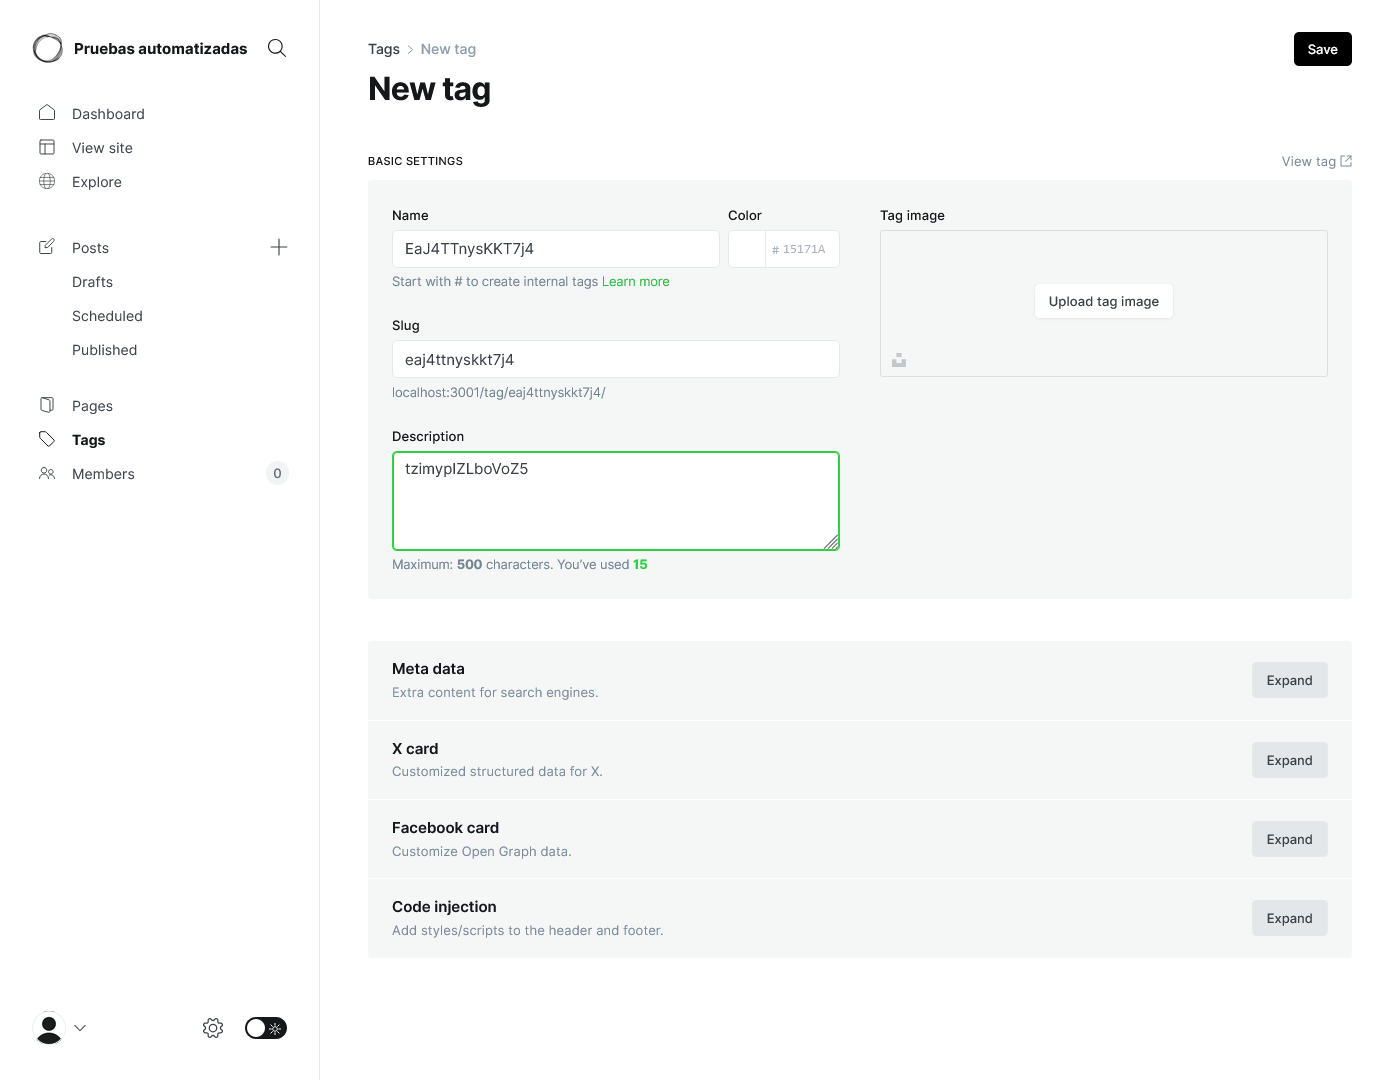 Pruebas automatizadas
Dashboard
View site
Explore
Posts
Drafts
Scheduled
Published
Pages
Tags
Members
0
Tags > New tag
Save
New tag
BASIC SETTINGS
View tag
Name
Color
Tag image
EaJ4TTnysKKT7j4
# 15171A
Start with # to create internal tags Learn more
Upload tag image
Slug
eaj4ttnyskkt7j4
localhost:3001/tag/eaj4ttnyskkt7j4/
Description
tzimypIZLboVoZ5
Maximum: 500 characters. You've used 15
Meta data
Extra content for search engines.
Expand
X card
Customized structured data for X.
Expand
Facebook card
Customize Open Graph data.
Expand
Code injection
Add styles/scripts to the header and footer.
Expand